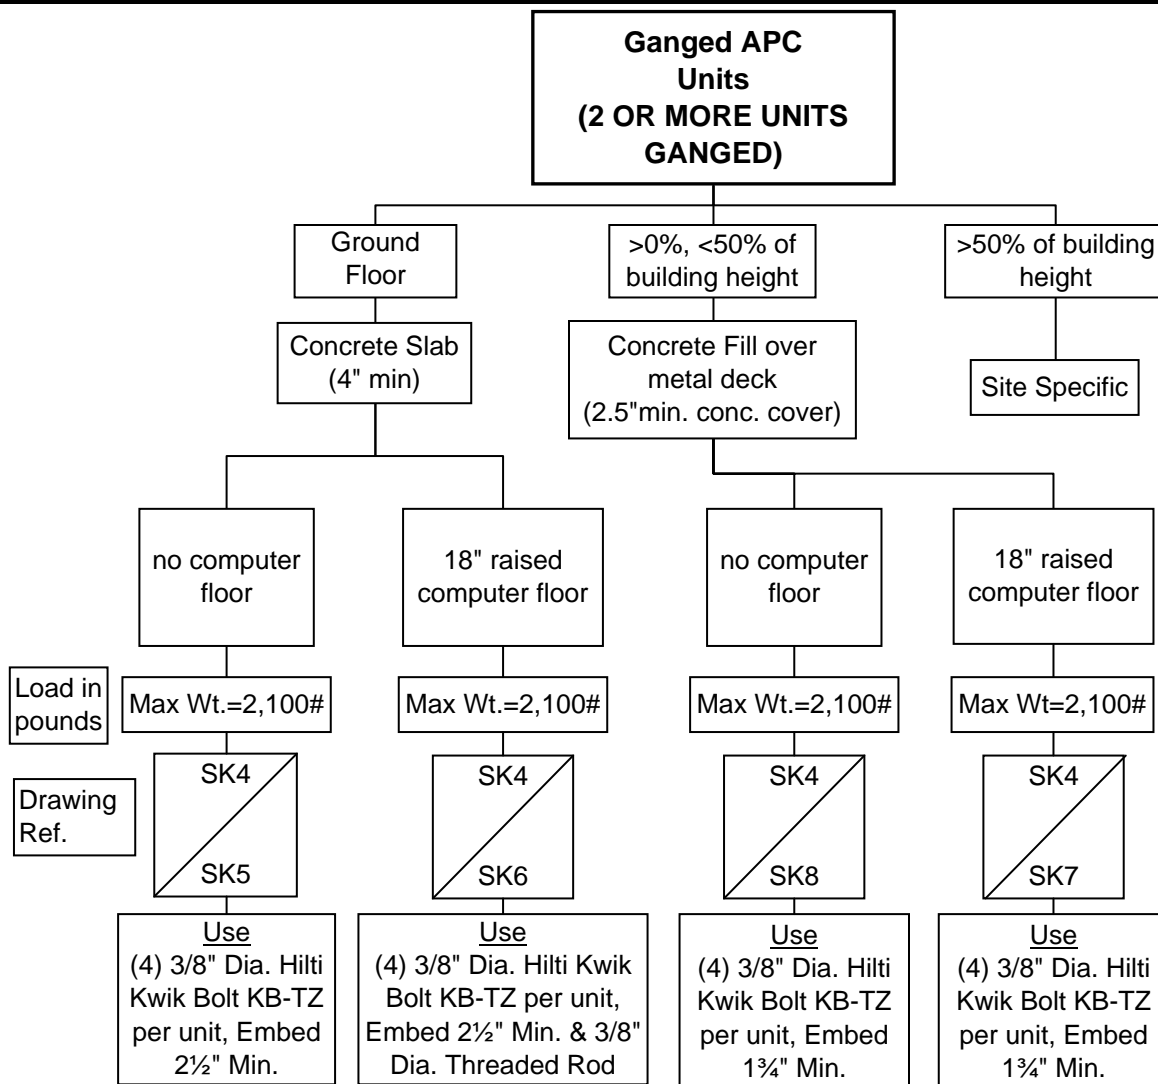 Ganged APC
Units
(2 OR MORE UNITS
GANGED)
Ground
Floor
>0%, <50% of
building height
>50% of building
height
Concrete Slab
(4" min)
Concrete Fill over
metal deck
(2.5"min. conc. cover)
Site Specific
no computer
floor
18" raised
computer floor
no computer
floor
18" raised
computer floor
Load in
pounds
Max Wt.=2,100#
Max Wt.=2,100#
Max Wt.=2,100#
Max Wt=2,100#
Drawing
Ref.
SK4
SK5
SK4
SK6
SK4
SK8
SK4
SK7
Use
(4) 3/8" Dia. Hilti
Kwik Bolt KB-TZ
per unit, Embed
2½" Min.
Use
(4) 3/8" Dia. Hilti Kwik
Bolt KB-TZ per unit,
Embed 2½" Min. & 3/8"
Dia. Threaded Rod
Use
(4) 3/8" Dia. Hilti
Kwik Bolt KB-TZ
per unit, Embed
1¾" Min.
Use
(4) 3/8" Dia. Hilti
Kwik Bolt KB-TZ
per unit, Embed
1¾" Min.